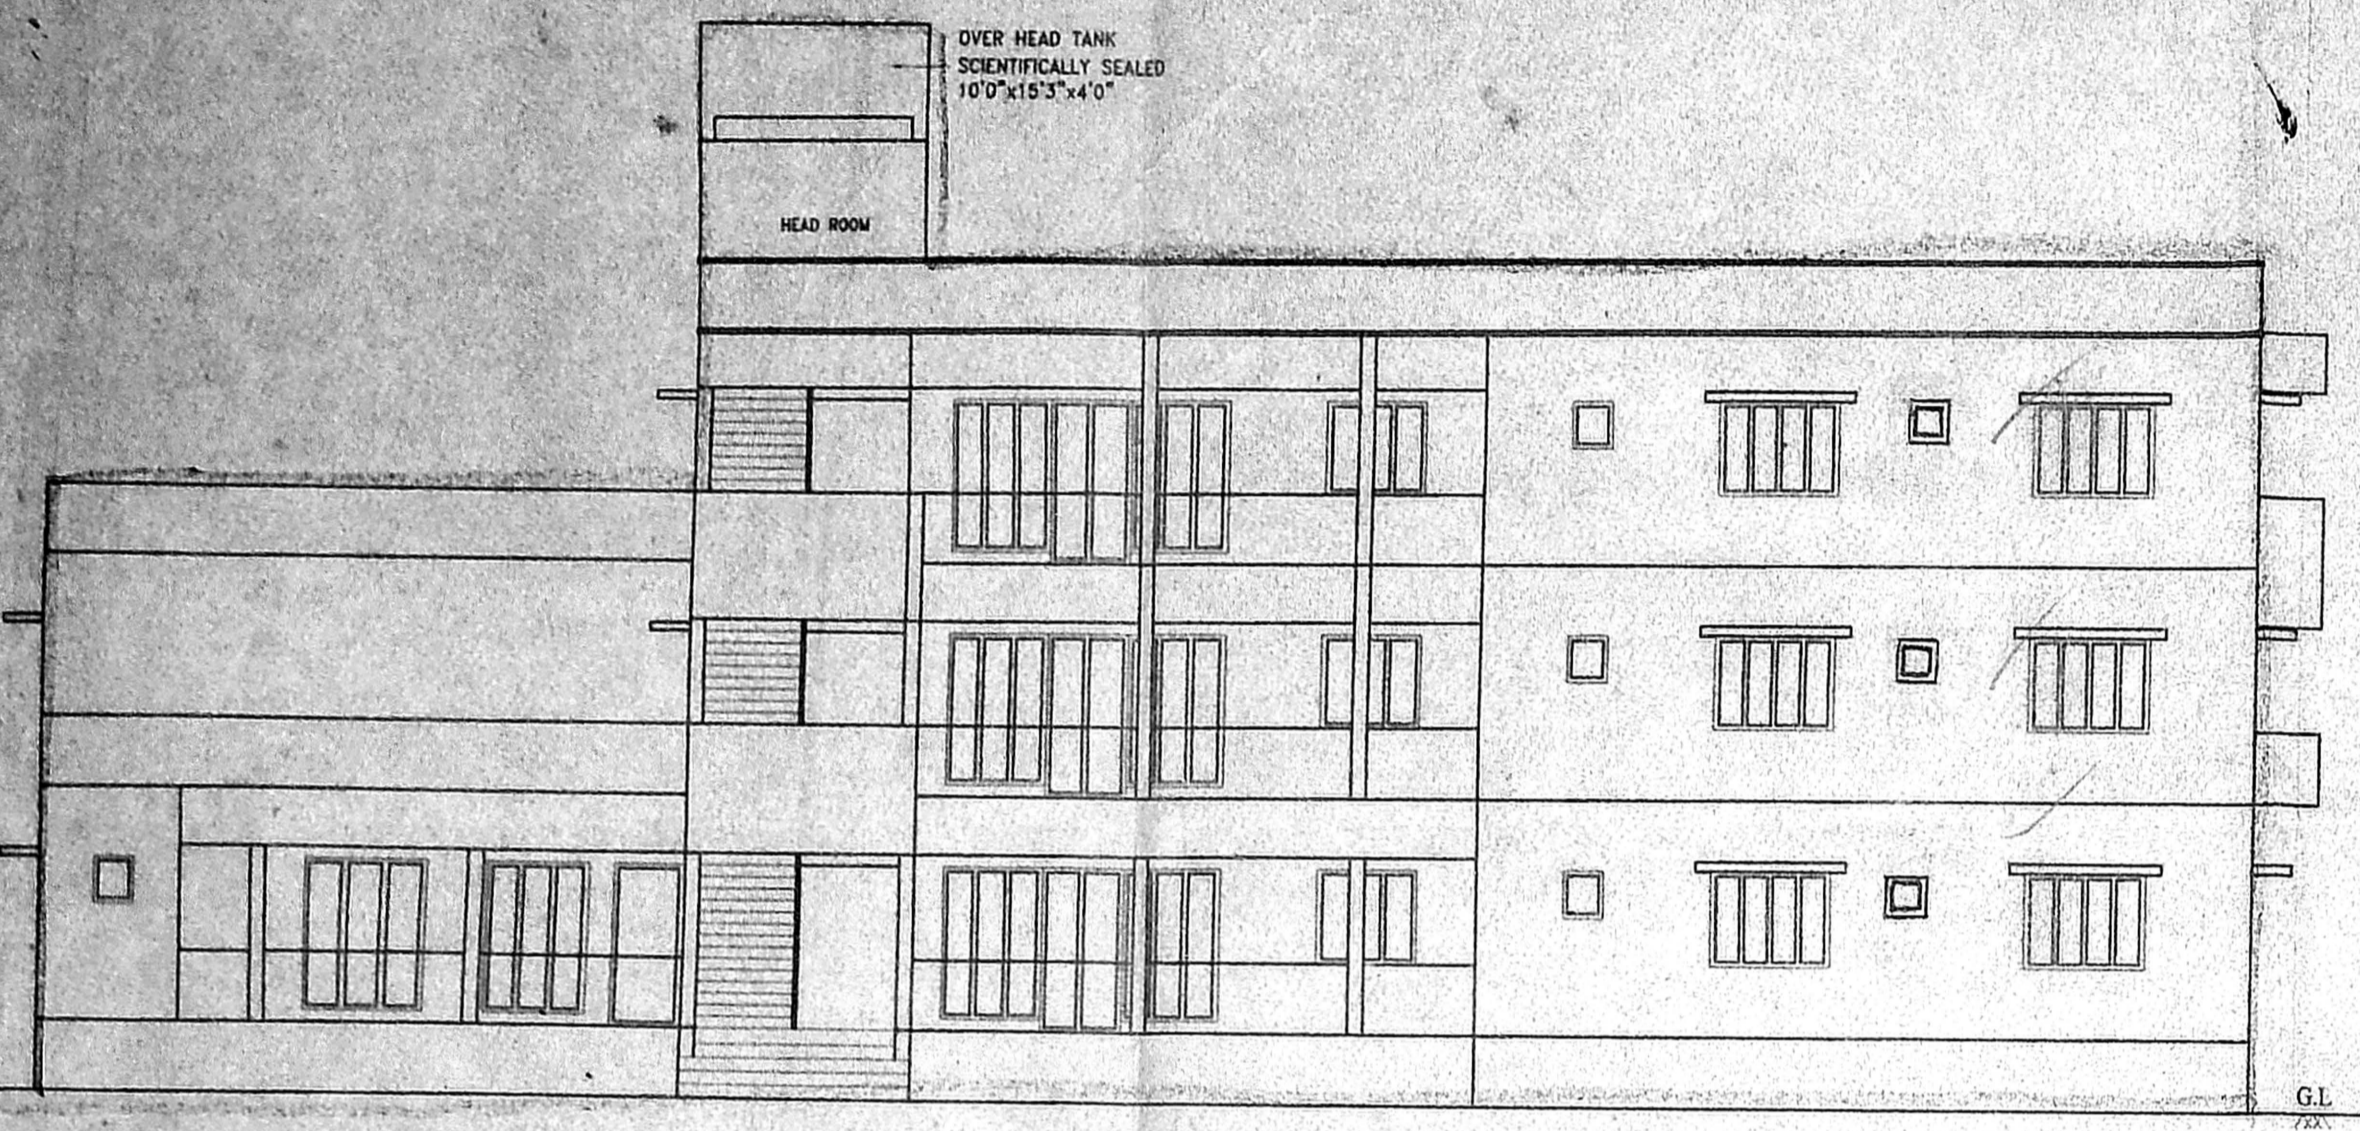 OVER HEAD TANK
SCIENTIFICALLY SEALED
10'0"x15'3"x4'0"
HEAD ROOM
G.L